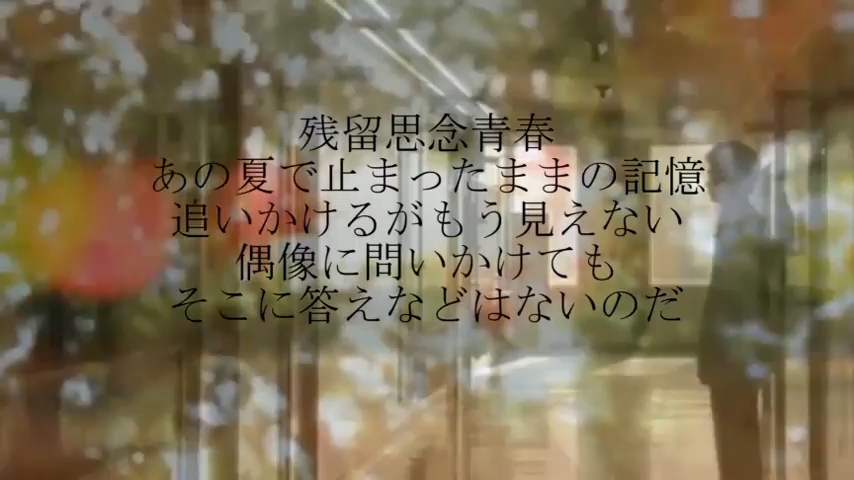 残留思念青春
あの夏で止まったままの記憶
追いかけるがもう見えない
偶像に問いかけても
そこに答えなどはないのだ